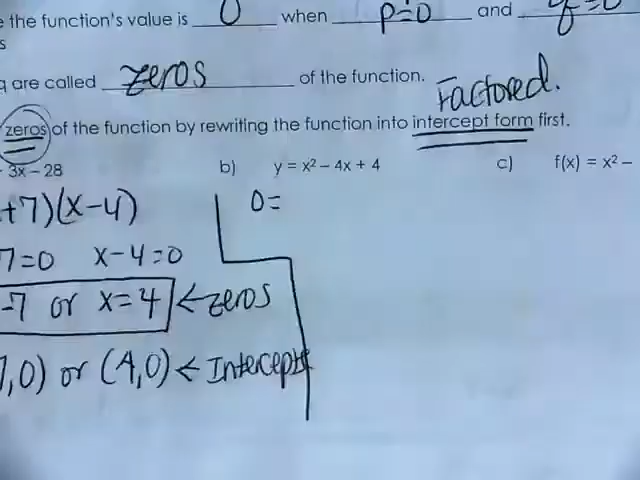 e the function's value is 0 when p=0 and q=0
s
q are called zeros of the function.
Factored.
zeros of the function by rewriting the function into intercept form first.
3x – 28
b) y = x² – 4x + 4
c) f(x) = x² –
+7)(x-4)
0=
7=0 x-4=0
-7 or x=4 ← zeros
,0) or (4,0) ← Intercepts